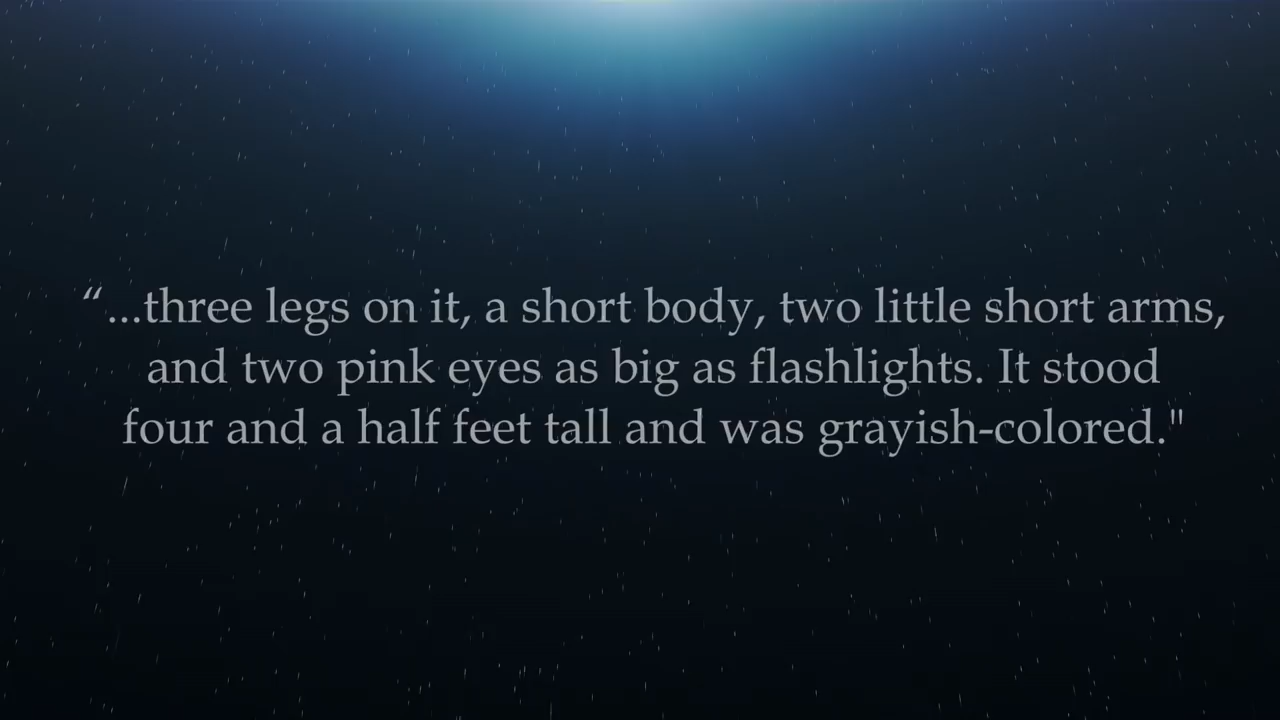 “...three legs on it, a short body, two little short arms,
and two pink eyes as big as flashlights. It stood
four and a half feet tall and was grayish-colored."